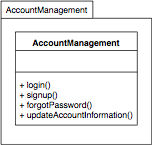 AccountManagement
AccountManagement
+ login()
+ signup()
+ forgotPassword()
+ updateAccountInformation()